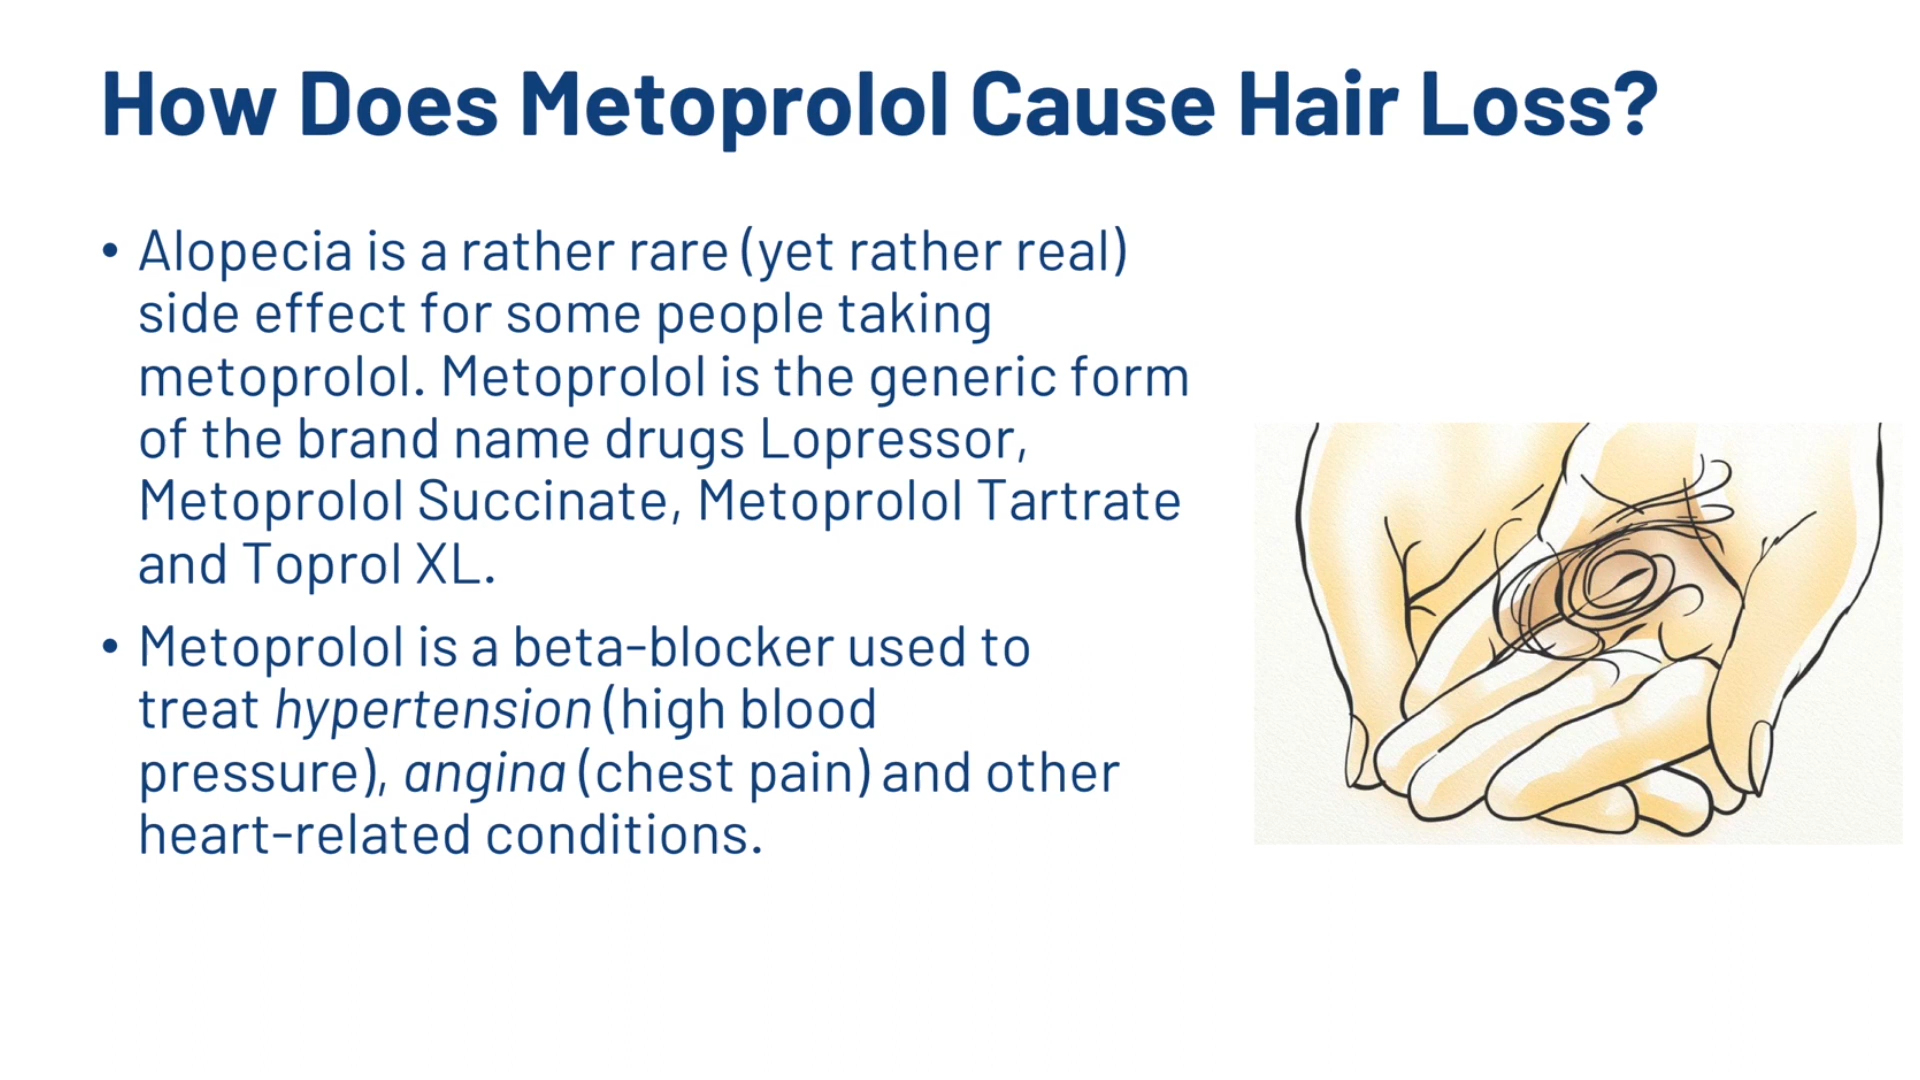 How Does Metoprolol Cause Hair Loss?
• Alopecia is a rather rare (yet rather real)
side effect for some people taking
metoprolol. Metoprolol is the generic form
of the brand name drugs Lopressor,
Metoprolol Succinate, Metoprolol Tartrate
and Toprol XL.
• Metoprolol is a beta-blocker used to
treat hypertension (high blood
pressure), angina (chest pain) and other
heart-related conditions.